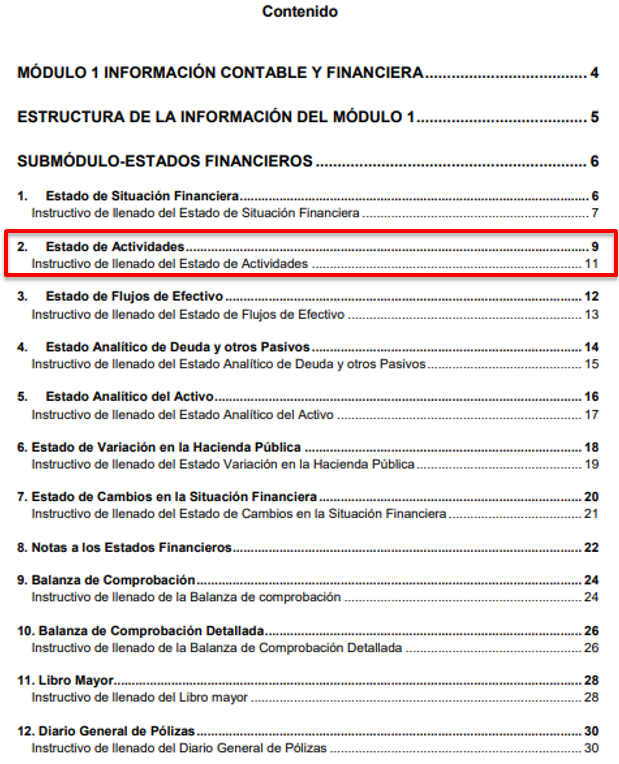 Contenido
MÓDULO 1 INFORMACIÓN CONTABLE Y FINANCIERA..................................... 4
ESTRUCTURA DE LA INFORMACIÓN DEL MÓDULO 1....................................... 5
SUBMÓDULO-ESTADOS FINANCIEROS .............................................................. 6
1. Estado de Situación Financiera.................................................................................................. 6
Instructivo de llenado del Estado de Situación Financiera ............................................................... 7
2. Estado de Actividades................................................................................................................. 9
Instructivo de llenado del Estado de Actividades ........................................................................... 11
3. Estado de Flujos de Efectivo .................................................................................................... 12
Instructivo de llenado del Estado de Flujos de Efectivo ................................................................. 13
4. Estado Analítico de Deuda y otros Pasivos........................................................................... 14
Instructivo de llenado del Estado Analítico de Deuda y otros Pasivos........................................... 15
5. Estado Analítico del Activo...................................................................................................... 16
Instructivo de llenado del Estado Analítico del Activo .................................................................... 17
6. Estado de Variación en la Hacienda Pública ............................................................................. 18
Instructivo de llenado del Estado Variación en la Hacienda Pública.............................................. 19
7. Estado de Cambios en la Situación Financiera......................................................................... 20
Instructivo de llenado del Estado de Cambios en la Situación Financiera ..................................... 21
8. Notas a los Estados Financieros................................................................................................. 22
9. Balanza de Comprobación........................................................................................................... 24
Instructivo de llenado de la Balanza de comprobación .................................................................. 24
10. Balanza de Comprobación Detallada........................................................................................ 26
Instructivo de llenado de la Balanza de Comprobación Detallada ................................................. 26
11. Libro Mayor................................................................................................................................. 28
Instructivo de llenado del Libro mayor ............................................................................................ 28
12. Diario General de Pólizas........................................................................................................... 30
Instructivo de llenado del Diario General de Pólizas ...................................................................... 30